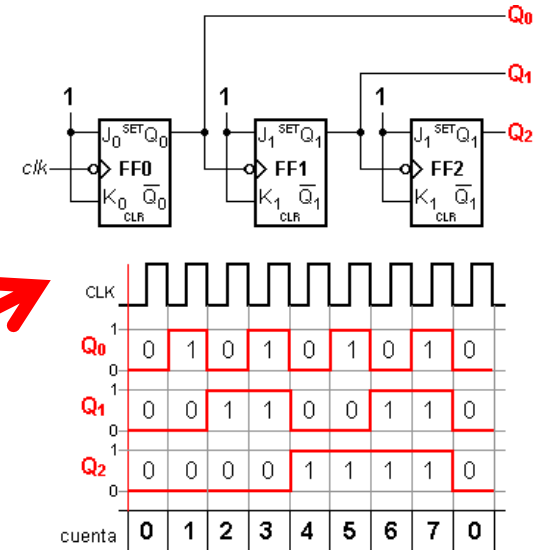 Q0
Q1
1 1 1
J0 SET Q0 J1 SET Q1 J1 SET Q1 Q2
clk FF0 FF1 FF2
K0 Q̅0 K1 Q̅1 K1 Q̅1
CLR CLR CLR
CLK
1
Q0 0 1 0 1 0 1 0 1 0
0
1
Q1 0 0 1 1 0 0 1 1 0
0
1
Q2 0 0 0 0 1 1 1 1 0
0
cuenta 0 1 2 3 4 5 6 7 0